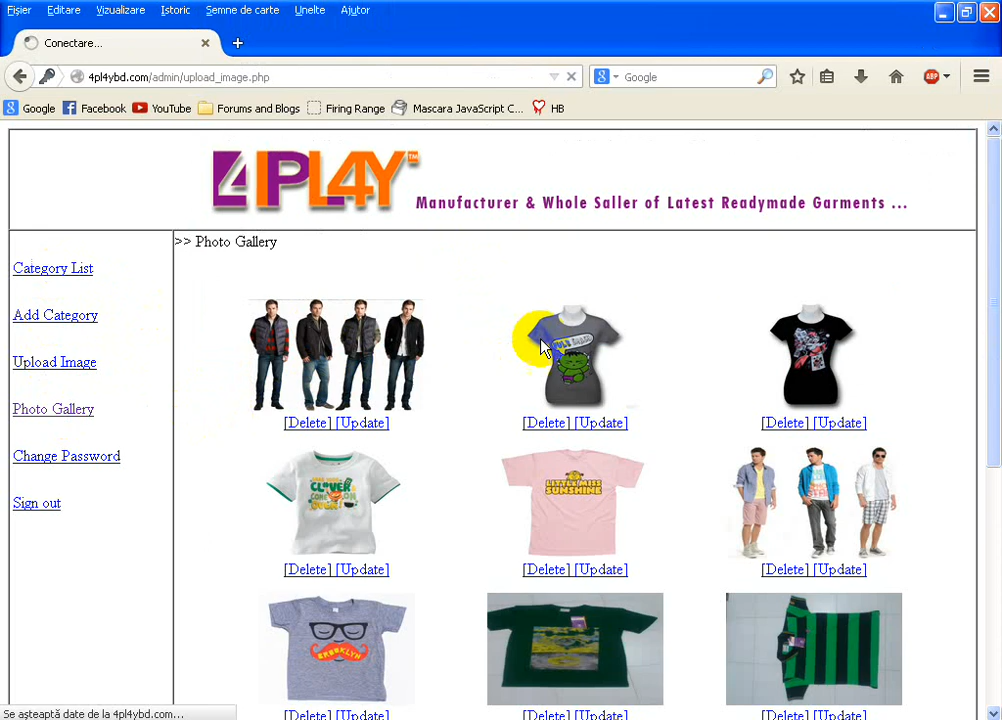 Fișier Editare Vizualizare Istoric Semne de carte Unelte Ajutor
Conectare...
4pl4ybd.com/admin/upload_image.php
Google
ABP
Google Facebook YouTube Forums and Blogs Firing Range Mascara JavaScript C... HB
4PL4Y™
Manufacturer & Whole Saller of Latest Readymade Garments ...
>> Photo Gallery
Category List
Add Category
Upload Image
Photo Gallery
Change Password
Sign out
[Delete] [Update]
[Delete] [Update]
[Delete] [Update]
LITTLE MISS
SUNSHINE
[Delete] [Update]
[Delete] [Update]
[Delete] [Update]
BROOKLYN
[Delete] [Update]
[Delete] [Update]
[Delete] [Update]
Se așteaptă date de la 4pl4ybd.com...